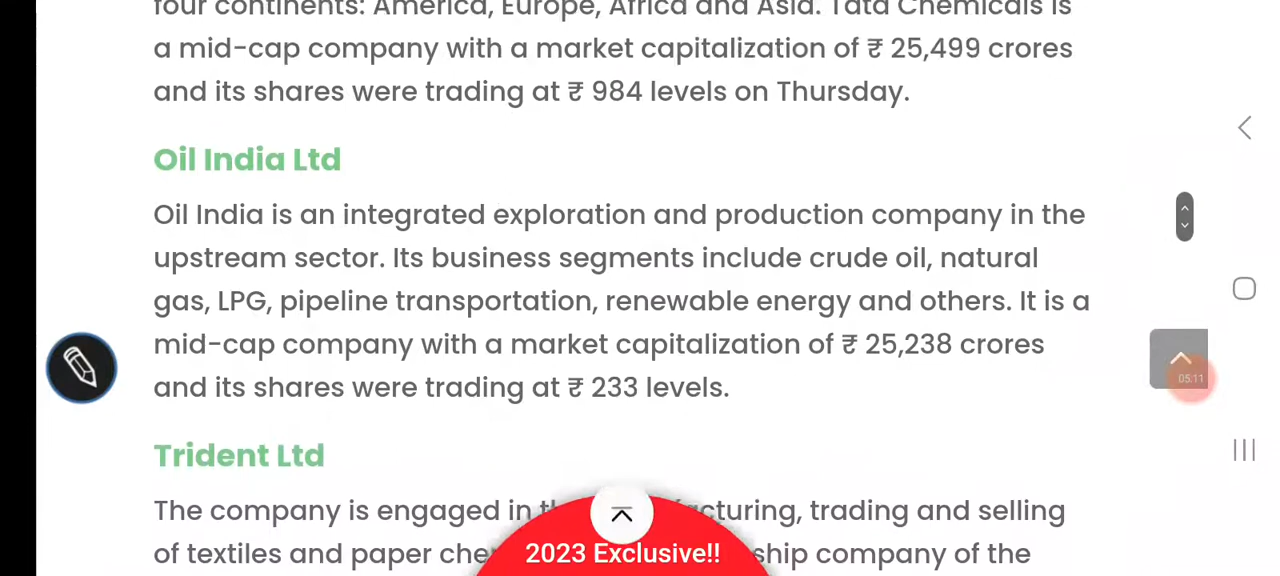 four continents: America, Europe, Africa and Asia. Tata Chemicals is
a mid-cap company with a market capitalization of ₹ 25,499 crores
and its shares were trading at ₹ 984 levels on Thursday.
Oil India Ltd
Oil India is an integrated exploration and production company in the
upstream sector. Its business segments include crude oil, natural
gas, LPG, pipeline transportation, renewable energy and others. It is a
mid-cap company with a market capitalization of ₹ 25,238 crores
and its shares were trading at ₹ 233 levels.
05:11
Trident Ltd
The company is engaged in cturing, trading and selling
of textiles and paper che ship company of the
2023 Exclusive!!